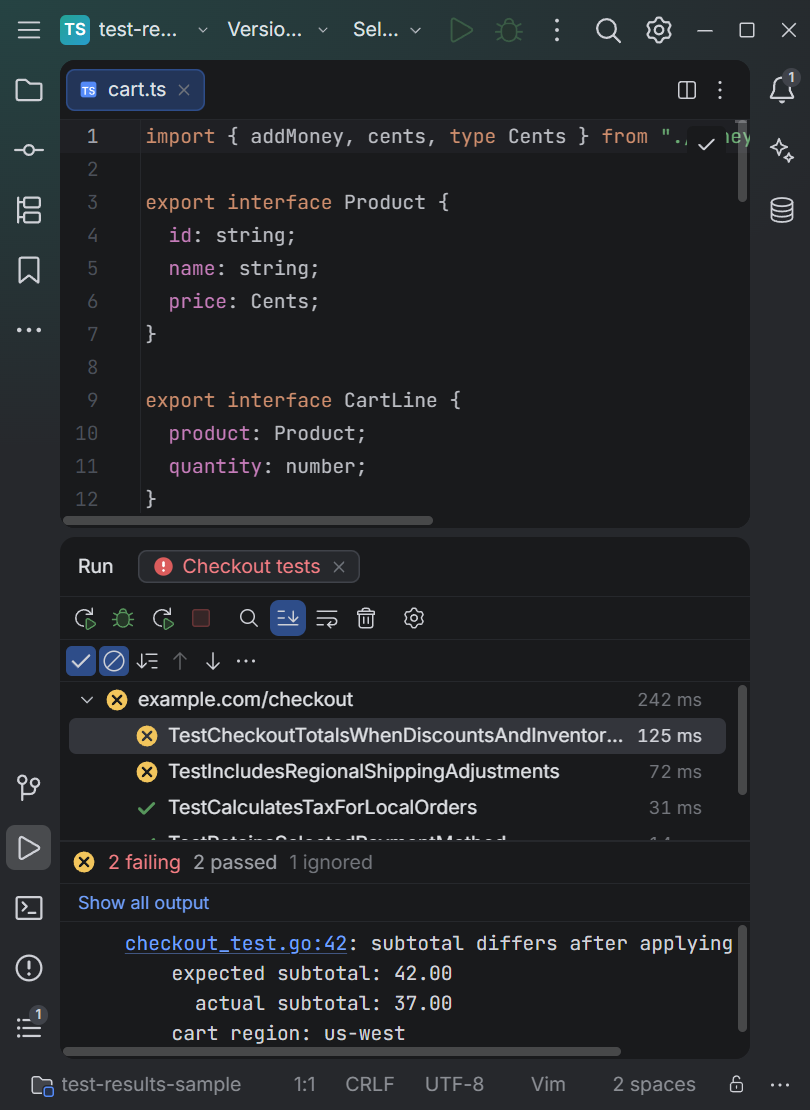 TS test-re... Versio... Sel...
TS cart.ts
1
1 import { addMoney, cents, type Cents } from "./
2
3 export interface Product {
4 id: string;
5 name: string;
6 price: Cents;
7 }
8
9 export interface CartLine {
10 product: Product;
11 quantity: number;
12 }
Run Checkout tests
example.com/checkout 242 ms
TestCheckoutTotalsWhenDiscountsAndInventor... 125 ms
TestIncludesRegionalShippingAdjustments 72 ms
TestCalculatesTaxForLocalOrders 31 ms
TestRetainsSelectedPaymentMethod
2 failing 2 passed 1 ignored
Show all output
checkout_test.go:42: subtotal differs after applying
expected subtotal: 42.00
actual subtotal: 37.00
1
cart region: us-west
test-results-sample 1:1 CRLF UTF-8 Vim 2 spaces